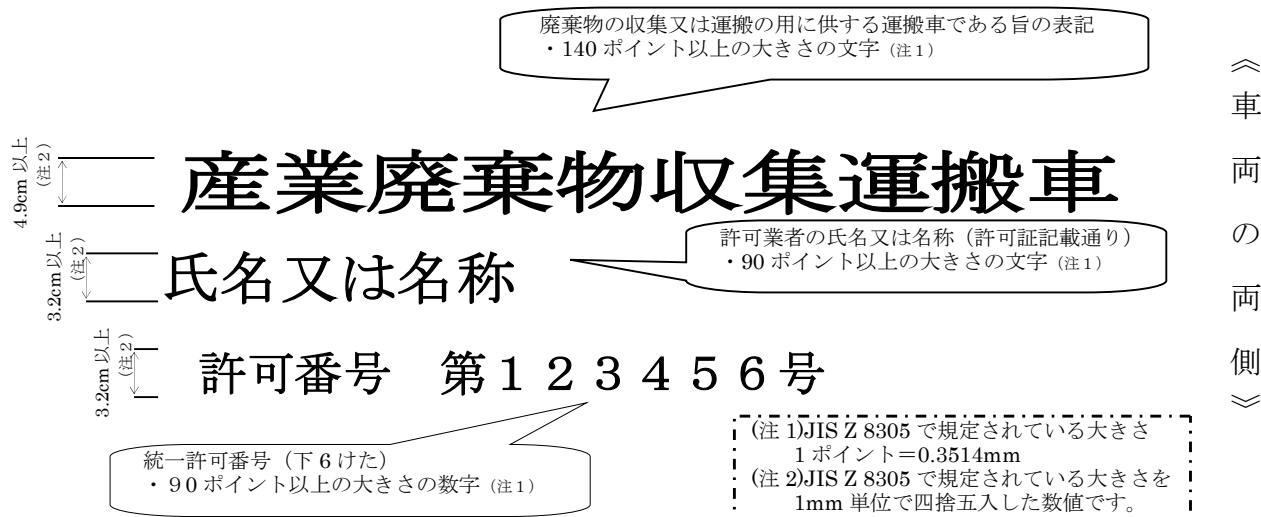 廃棄物の収集又は運搬の用に供する運搬車である旨の表記
・140 ポイント以上の大きさの文字（注１）
4.9cm 以上
（注２）
産業廃棄物収集運搬車
許可業者の氏名又は名称（許可証記載通り）
・90 ポイント以上の大きさの文字（注１）
3.2cm 以上
（注２）
氏名又は名称
3.2cm 以上
（注２）
許可番号　第１２３４５６号
統一許可番号（下 6 けた）
・９０ポイント以上の大きさの数字（注１）
(注 1)JIS Z 8305 で規定されている大きさ
1 ポイント＝0.3514mm
(注 2)JIS Z 8305 で規定されている大きさを
1mm 単位で四捨五入した数値です。
≪車両の両側≫